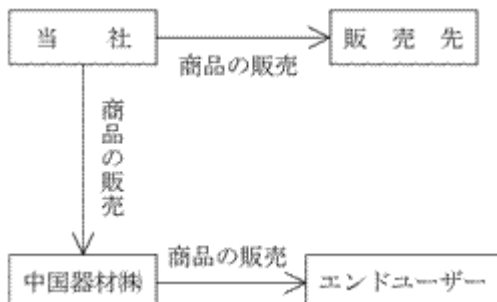 当 社
販 売 先
商品の販売
商品の販売
商品の販売
中国器材㈱
エンドユーザー